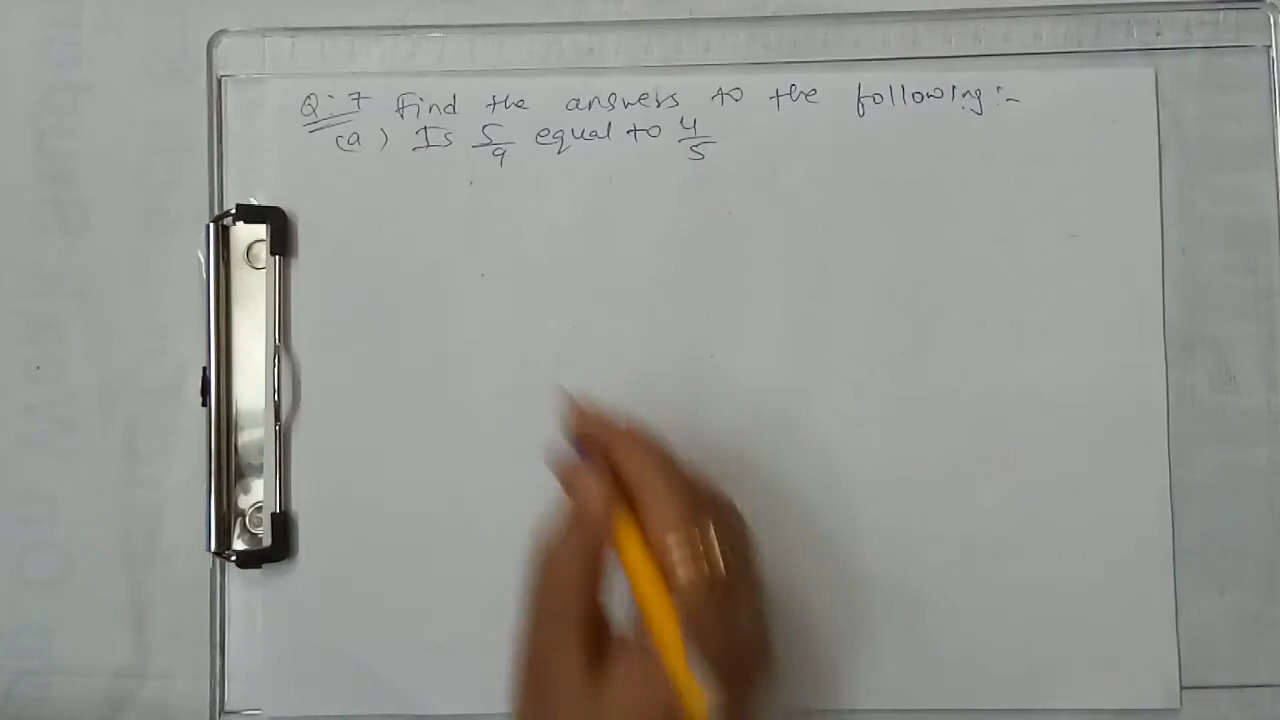 Q:7 Find the answers to the following:-
(a) Is 5/9 equal to 4/5